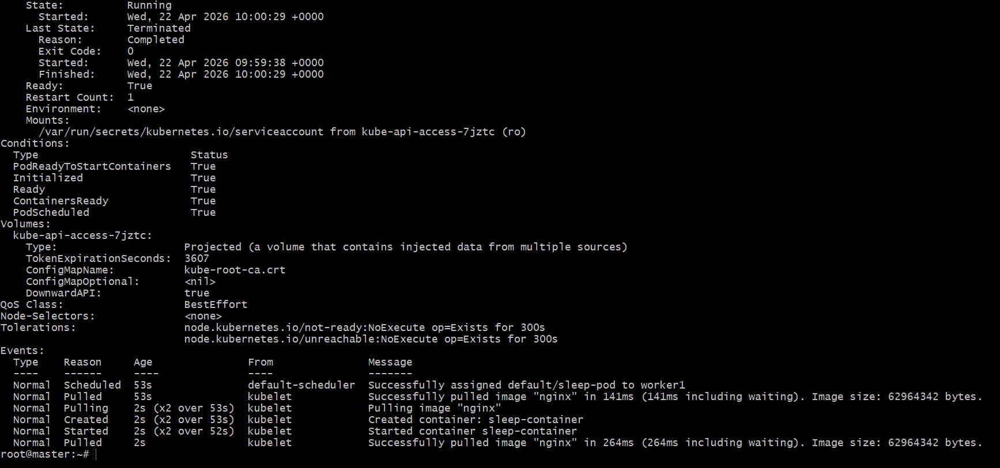 State:          Running
      Started:      Wed, 22 Apr 2026 10:00:29 +0000
    Last State:     Terminated
      Reason:       Completed
      Exit Code:    0
      Started:      Wed, 22 Apr 2026 09:59:38 +0000
      Finished:     Wed, 22 Apr 2026 10:00:29 +0000
    Ready:          True
    Restart Count:  1
    Environment:    <none>
    Mounts:
      /var/run/secrets/kubernetes.io/serviceaccount from kube-api-access-7jztc (ro)
Conditions:
  Type                        Status
  PodReadyToStartContainers   True
  Initialized                 True
  Ready                       True
  ContainersReady             True
  PodScheduled                True
Volumes:
  kube-api-access-7jztc:
    Type:                    Projected (a volume that contains injected data from multiple sources)
    TokenExpirationSeconds:  3607
    ConfigMapName:           kube-root-ca.crt
    ConfigMapOptional:       <nil>
    DownwardAPI:             true
QoS Class:                   BestEffort
Node-Selectors:              <none>
Tolerations:                 node.kubernetes.io/not-ready:NoExecute op=Exists for 300s
                             node.kubernetes.io/unreachable:NoExecute op=Exists for 300s
Events:
  Type    Reason     Age               From               Message
  ----    ------     ----              ----               -------
  Normal  Scheduled  53s               default-scheduler  Successfully assigned default/sleep-pod to worker1
  Normal  Pulled     53s               kubelet            Successfully pulled image "nginx" in 141ms (141ms including waiting). Image size: 62964342 bytes.
  Normal  Pulling    2s (x2 over 53s)  kubelet            Pulling image "nginx"
  Normal  Created    2s (x2 over 53s)  kubelet            Created container: sleep-container
  Normal  Started    2s (x2 over 52s)  kubelet            Started container sleep-container
  Normal  Pulled     2s                kubelet            Successfully pulled image "nginx" in 264ms (264ms including waiting). Image size: 62964342 bytes.
root@master:~#